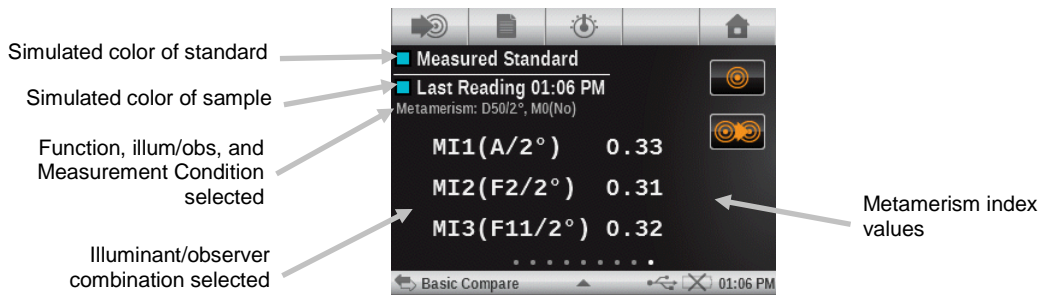 Simulated color of standard
Simulated color of sample
Function, illum/obs, and
Measurement Condition
selected
Illuminant/observer
combination selected
Measured Standard
Last Reading 01:06 PM
Metamerism: D50/2°, M0(No)
MI1(A/2°) 0.33
MI2(F2/2°) 0.31
MI3(F11/2°) 0.32
Basic Compare
01:06 PM
Metamerism index
values